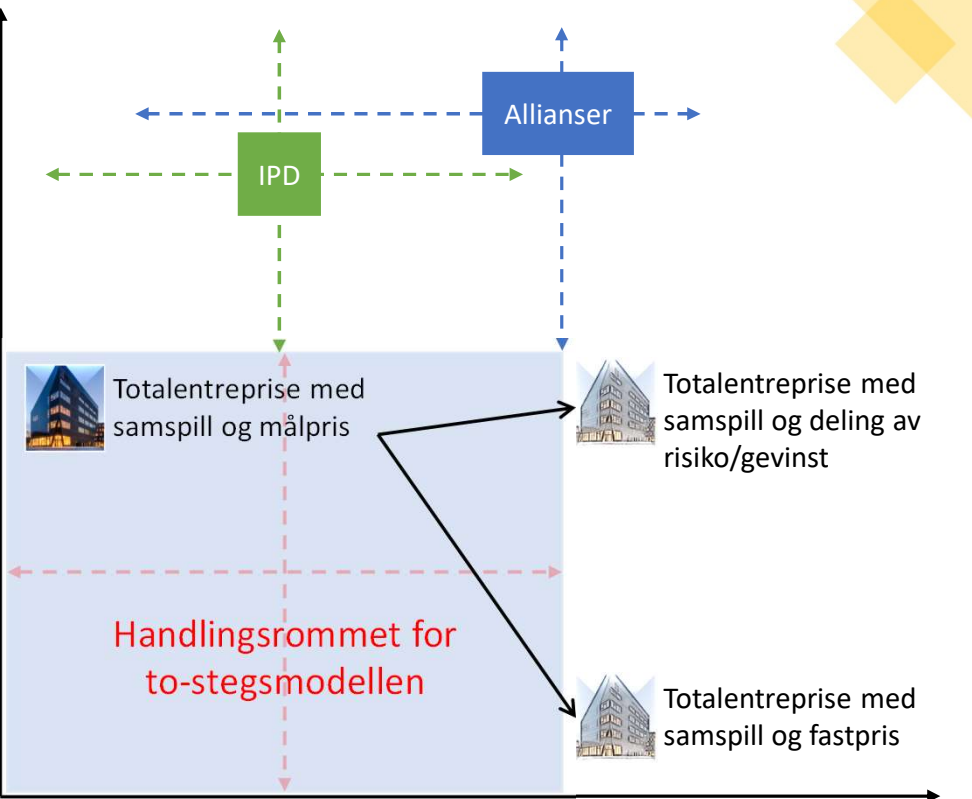 Allianser
IPD
Totalentreprise med
samspill og målpris
Totalentreprise med
samspill og deling av
risiko/gevinst
Handlingsrommet for
to-stegsmodellen
Totalentreprise med
samspill og fastpris